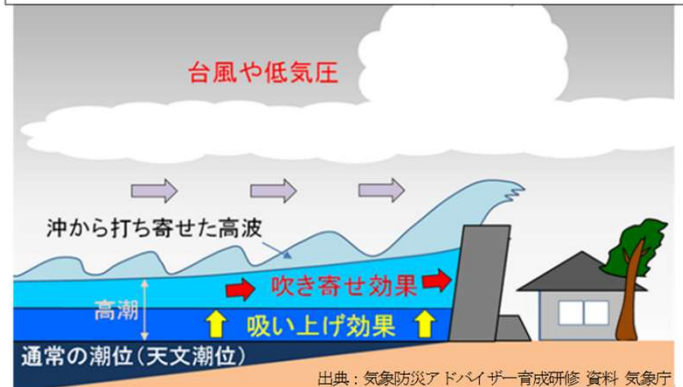 台風や低気圧
沖から打ち寄せた高波
吹き寄せ効果
高潮
吸い上げ効果
通常の潮位(天文潮位)
出典:気象防災アドバイザー育成研修 資料 気象庁